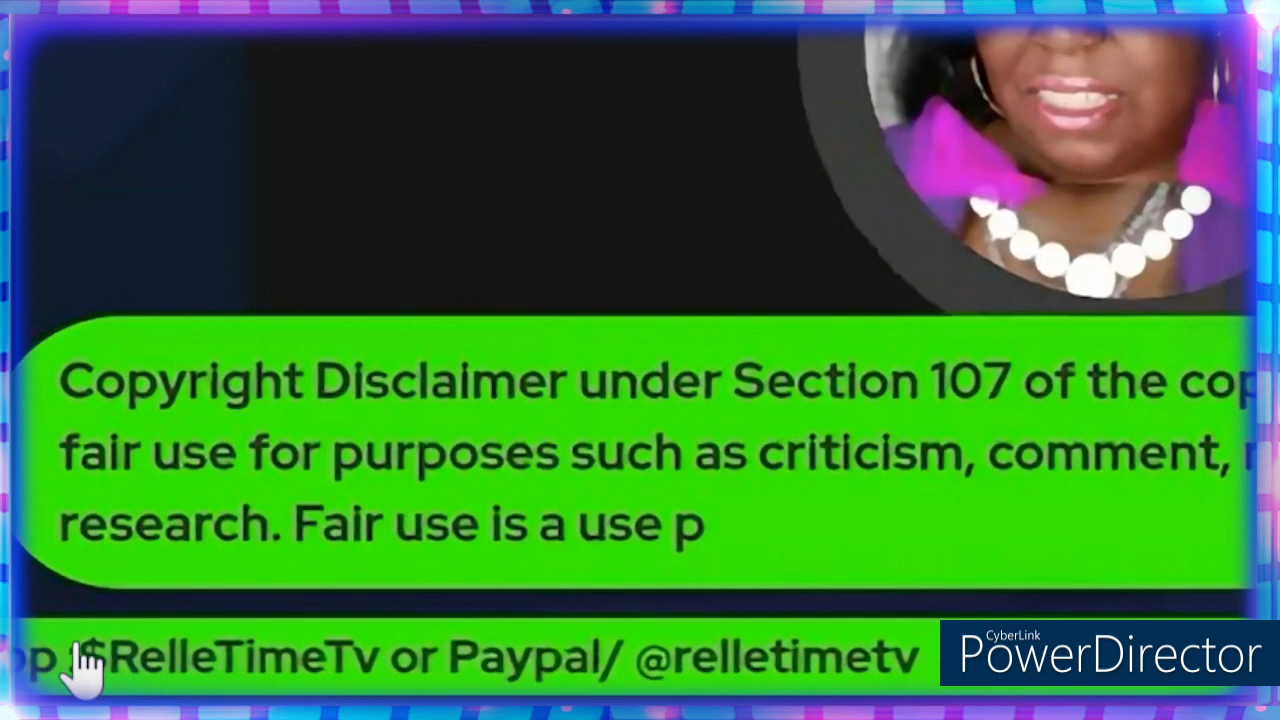 Copyright Disclaimer under Section 107 of the cop
fair use for purposes such as criticism, comment,
research. Fair use is a use p
op $RelleTimeTv or Paypal/ @relletimetv
CyberLink
PowerDirector